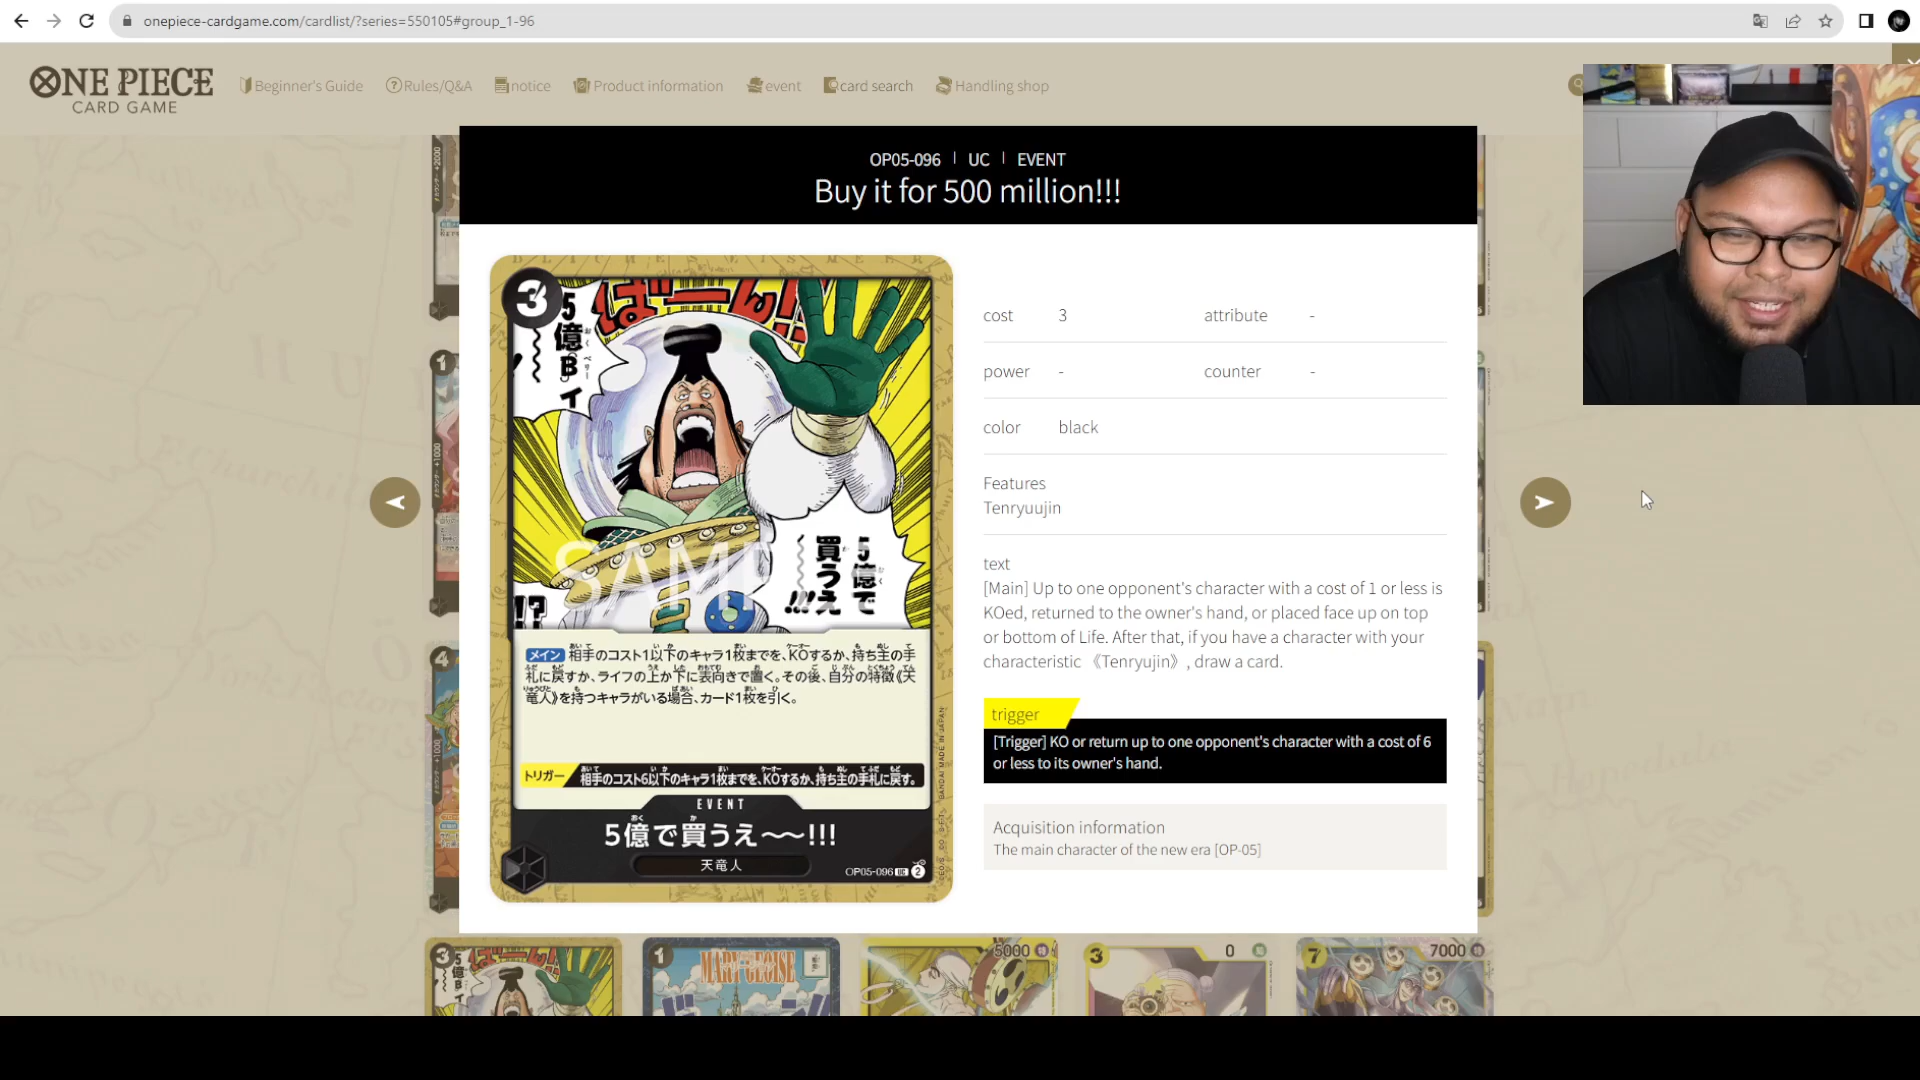 onepiece-cardgame.com/cardlist/?series=550105#group_1-96
ONE PIECE
CARD GAME
Beginner's Guide
Rules/Q&A
notice
Product information
event
card search
Handling shop
OP05-096 | UC | EVENT
Buy it for 500 million!!!
3
ばーん!!
5億B イ
5億で
買うえ
〜〜!!!
!?
SAMP
メイン 相手のコスト1以下のキャラ1枚までを、KOするか、持ち主の手
札に戻すか、ライフの上か下に表向きで置く。その後、自分の特徴《天
竜人》を持つキャラがいる場合、カード1枚を引く。
トリガー 相手のコスト6以下のキャラ1枚までを、KOするか、持ち主の手札に戻す。
EVENT
5億で買うえ〜〜!!!
天竜人
OP05-096 UC 2
cost 3 attribute -
power - counter -
color black
Features
Tenryuujin
text
[Main] Up to one opponent's character with a cost of 1 or less is
KOed, returned to the owner's hand, or placed face up on top
or bottom of Life. After that, if you have a character with your
characteristic 《Tenryujin》, draw a card.
trigger
[Trigger] KO or return up to one opponent's character with a cost of 6
or less to its owner's hand.
Acquisition information
The main character of the new era [OP-05]
1
4
3
1
MARY GEOISE
5000
3
0
7
7000